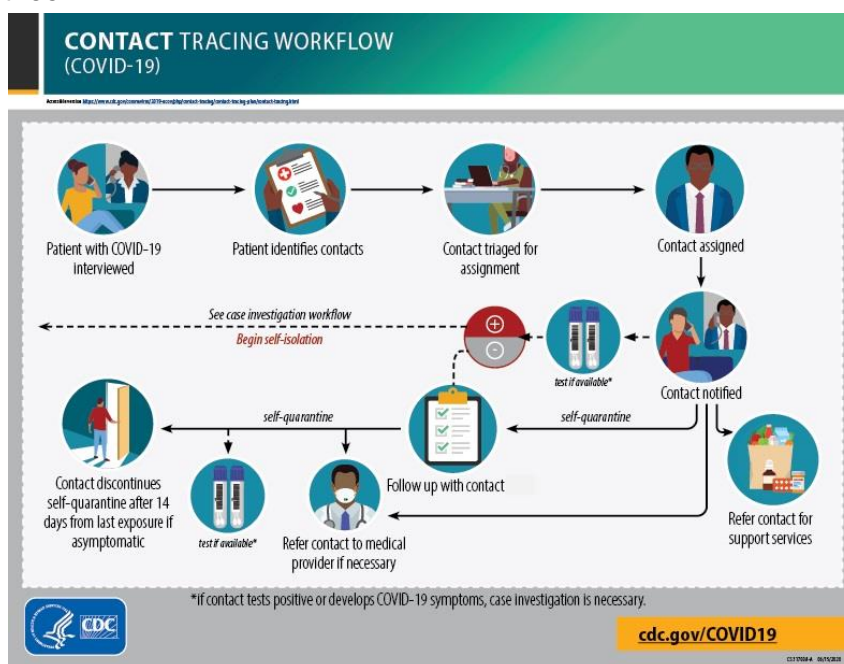 CONTACT TRACING WORKFLOW
(COVID-19)
Patient with COVID-19
interviewed
Patient identifies contacts
Contact triaged for
assignment
Contact assigned
See case investigation workflow
Begin self-isolation
+
-
test if available*
Contact notified
self-quarantine
self-quarantine
Contact discontinues
self-quarantine after 14
days from last exposure if
asymptomatic
test if available*
Refer contact to medical
provider if necessary
Follow up with contact
Refer contact for
support services
*if contact tests positive or develops COVID-19 symptoms, case investigation is necessary.
CDC
cdc.gov/COVID19